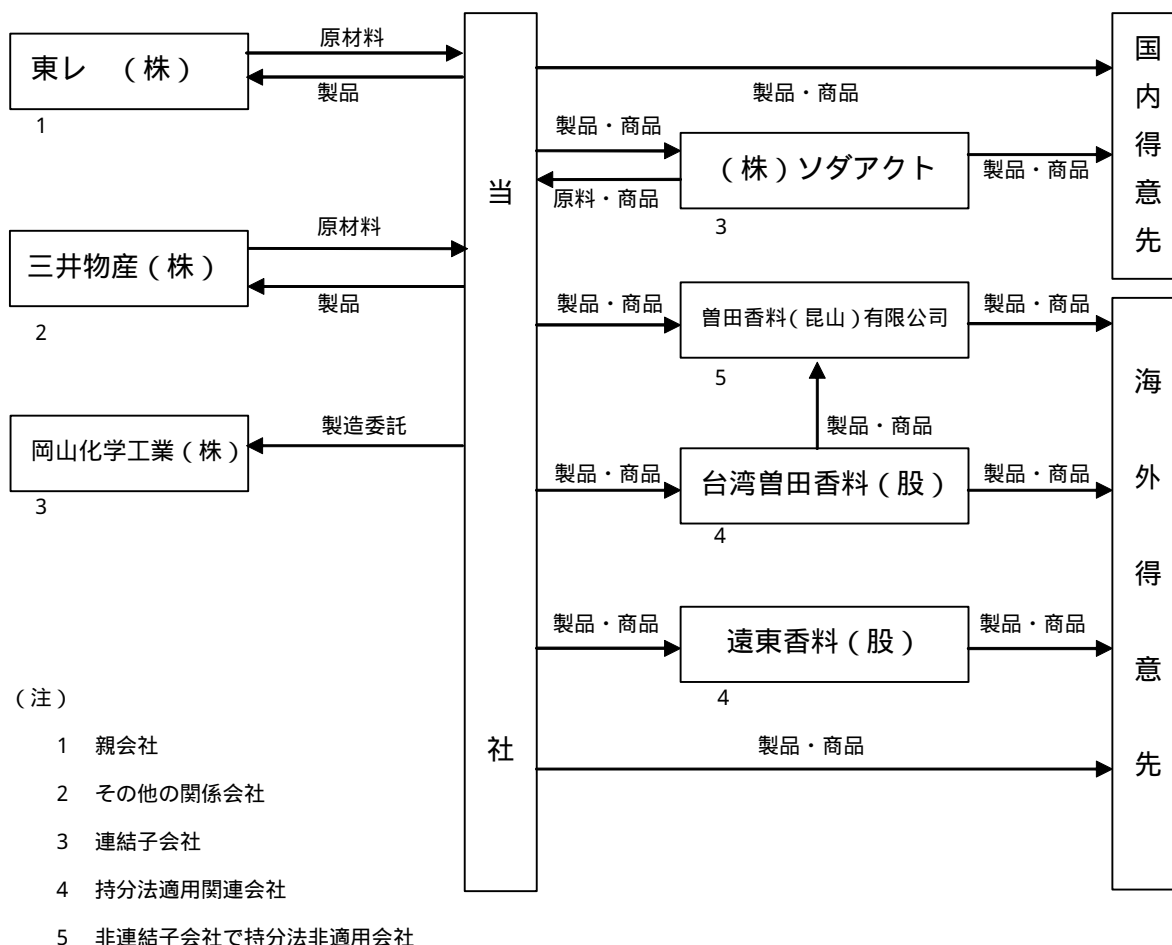 東レ　（株）
1
原材料
製品
三井物産（株）
2
原材料
製品
岡山化学工業（株）
3
製造委託
当社
製品・商品
製品・商品
原料・商品
（株）ソダアクト
3
製品・商品
製品・商品
曽田香料（昆山）有限公司
5
製品・商品
製品・商品
製品・商品
台湾曽田香料（股）
4
製品・商品
製品・商品
遠東香料（股）
4
製品・商品
製品・商品
国内得意先
海外得意先
（注）
1　親会社
2　その他の関係会社
3　連結子会社
4　持分法適用関連会社
5　非連結子会社で持分法非適用会社